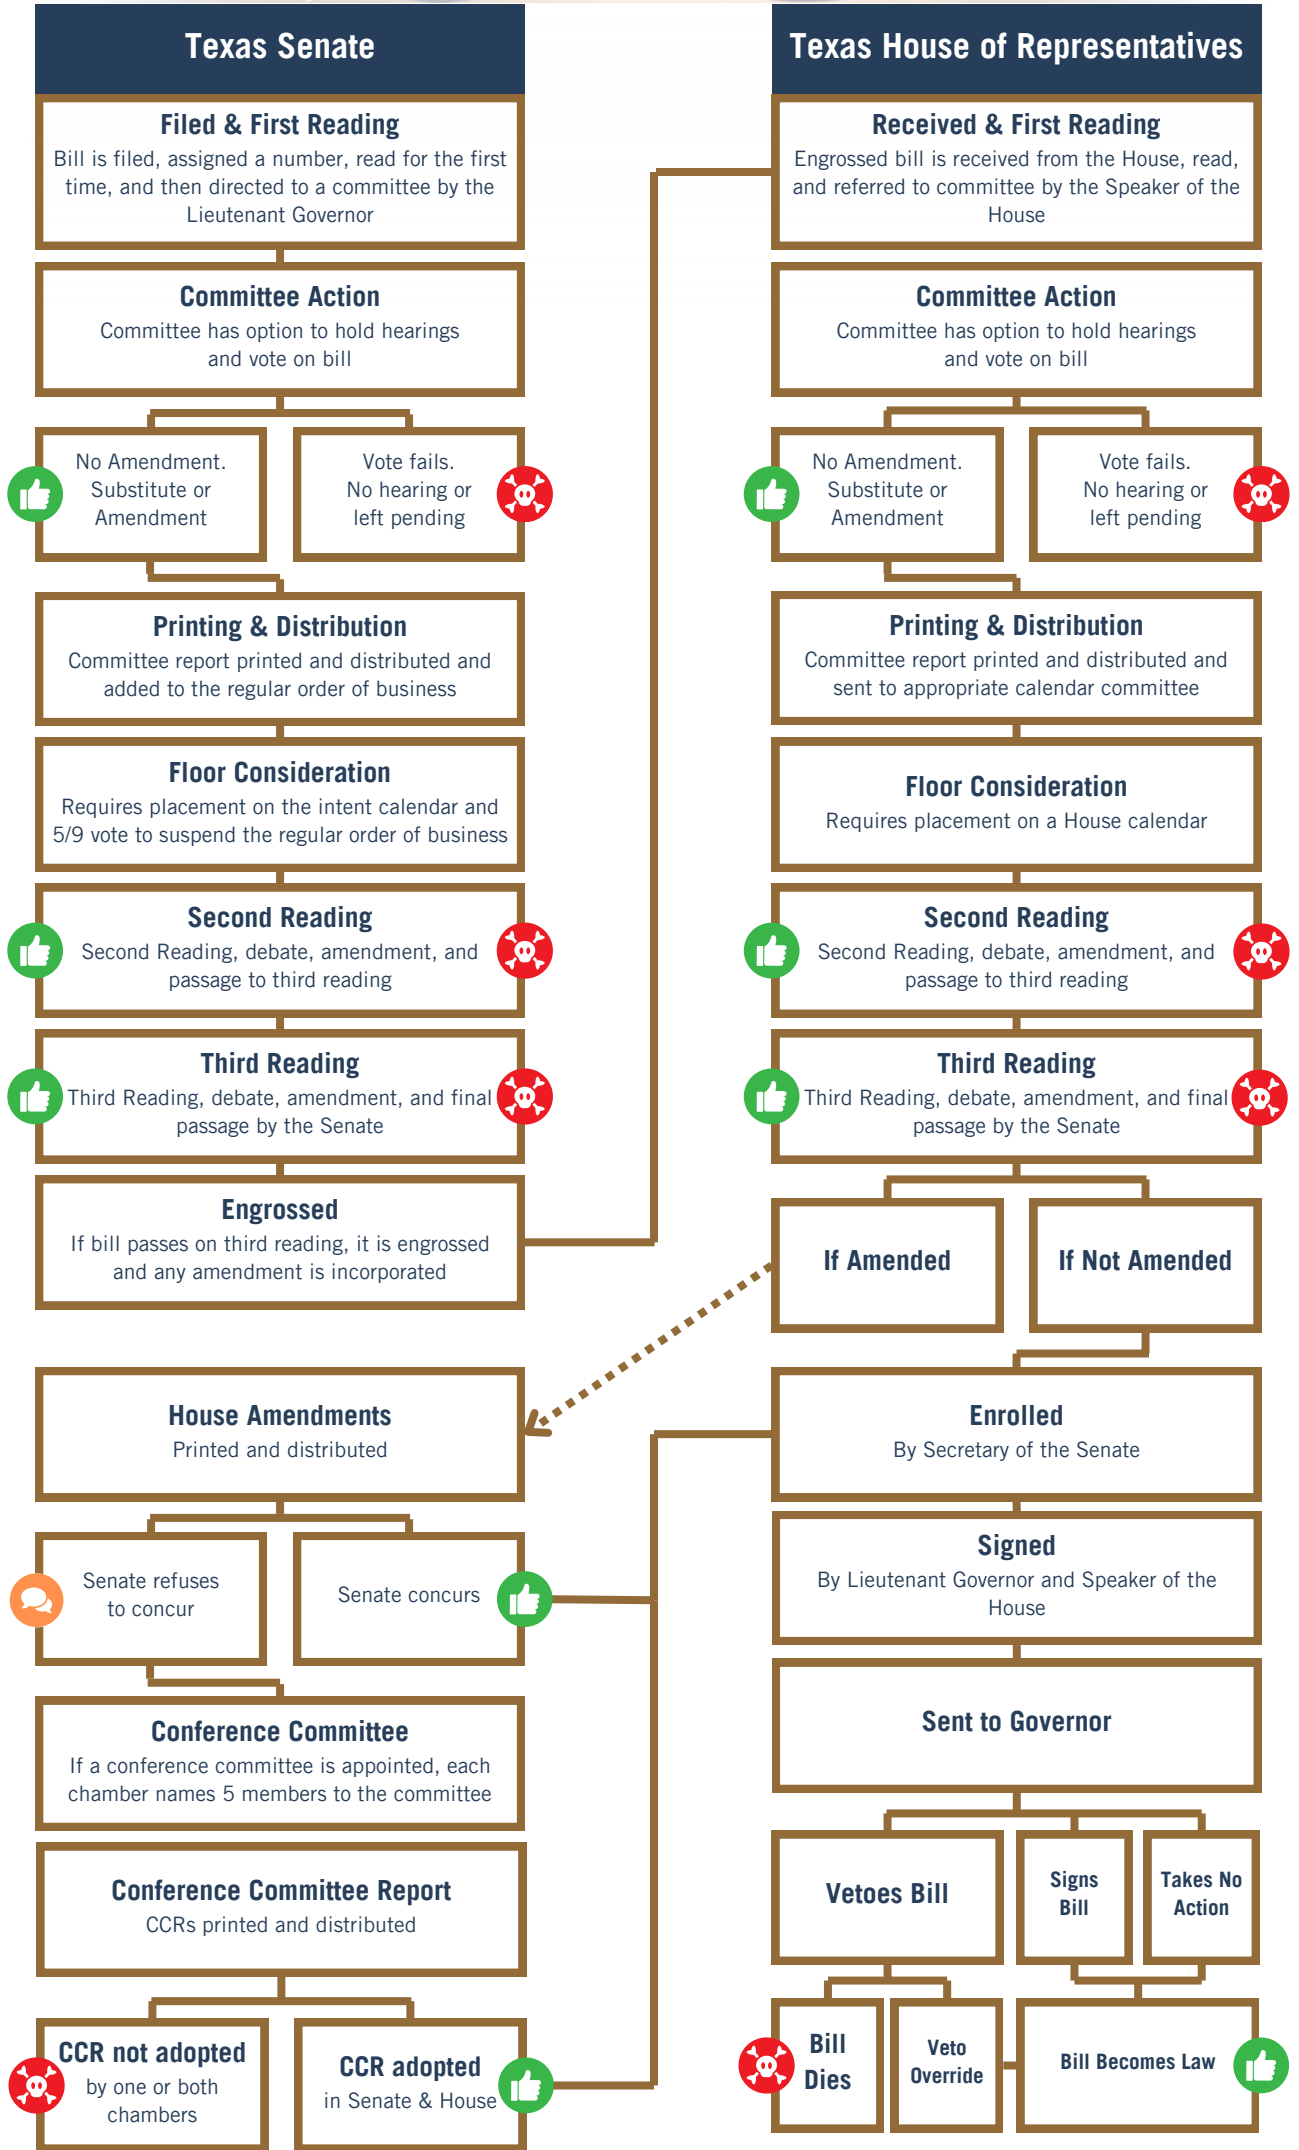 Texas Senate
Filed & First Reading
Bill is filed, assigned a number, read for the first
time, and then directed to a committee by the
Lieutenant Governor
Committee Action
Committee has option to hold hearings
and vote on bill
No Amendment.
Substitute or
Amendment
Vote fails.
No hearing or
left pending
Printing & Distribution
Committee report printed and distributed and
added to the regular order of business
Floor Consideration
Requires placement on the intent calendar and
5/9 vote to suspend the regular order of business
Second Reading
Second Reading, debate, amendment, and
passage to third reading
Third Reading
Third Reading, debate, amendment, and final
passage by the Senate
Engrossed
If bill passes on third reading, it is engrossed
and any amendment is incorporated
House Amendments
Printed and distributed
Senate refuses
to concur
Senate concurs
Conference Committee
If a conference committee is appointed, each
chamber names 5 members to the committee
Conference Committee Report
CCRs printed and distributed
CCR not adopted
by one or both
chambers
CCR adopted
in Senate & House
Texas House of Representatives
Received & First Reading
Engrossed bill is received from the House, read,
and referred to committee by the Speaker of the
House
Committee Action
Committee has option to hold hearings
and vote on bill
No Amendment.
Substitute or
Amendment
Vote fails.
No hearing or
left pending
Printing & Distribution
Committee report printed and distributed and
sent to appropriate calendar committee
Floor Consideration
Requires placement on a House calendar
Second Reading
Second Reading, debate, amendment, and
passage to third reading
Third Reading
Third Reading, debate, amendment, and final
passage by the Senate
If Amended
If Not Amended
Enrolled
By Secretary of the Senate
Signed
By Lieutenant Governor and Speaker of the
House
Sent to Governor
Vetoes Bill
Signs
Bill
Takes No
Action
Bill
Dies
Veto
Override
Bill Becomes Law